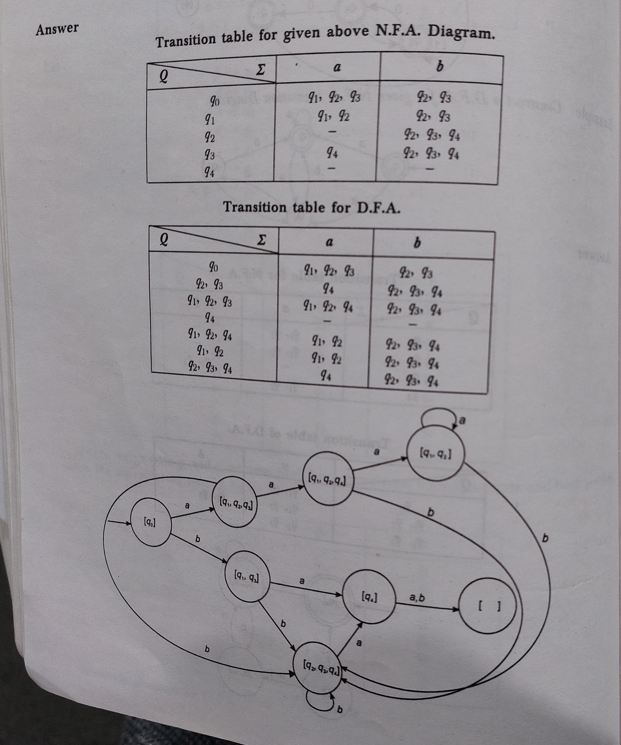 Answer
Transition table for given above N.F.A. Diagram.
Q Σ a b
q0 q1, q2, q3 q2, q3
q1 q1, q2 q2, q3
q2 – q2, q3, q4
q3 q4 q2, q3, q4
q4 – –
Transition table for D.F.A.
Q Σ a b
q0 q1, q2, q3 q2, q3
q2, q3 q4 q2, q3, q4
q1, q2, q3 q1, q2, q4 q2, q3, q4
q4 – –
q1, q2, q4 q1, q2 q2, q3, q4
q1, q2 q1, q2 q2, q3, q4
q2, q3, q4 q4 q2, q3, q4
a
[q1, q2]
a
[q1, q2, q4]
a
[q1, q2, q3]
b
a
[q0]
b
b
[ ]
a
[q4]
a,b
b
a
b
[q2, q3, q4]
b